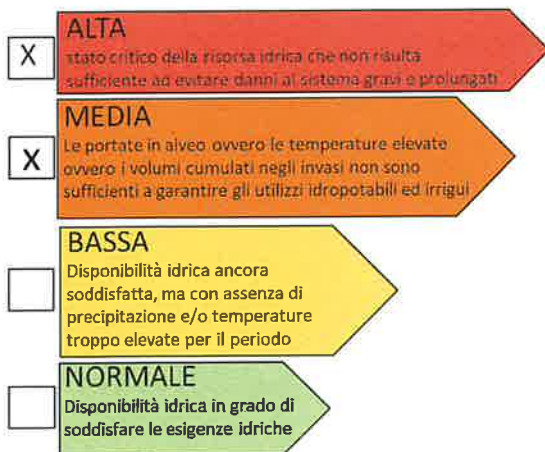 X
ALTA
stato critico della risorsa idrica che non risulta
sufficiente ad evitare danni al sistema gravi o prolungati
X
MEDIA
Le portate in alveo ovvero le temperature elevate
ovvero i volumi cumulati negli invasi non sono
sufficienti a garantire gli utilizzi idropotabili ed irrigui
BASSA
Disponibilità idrica ancora
soddisfatta, ma con assenza di
precipitazione e/o temperature
troppo elevate per il periodo
NORMALE
Disponibilità idrica in grado di
soddisfare le esigenze idriche